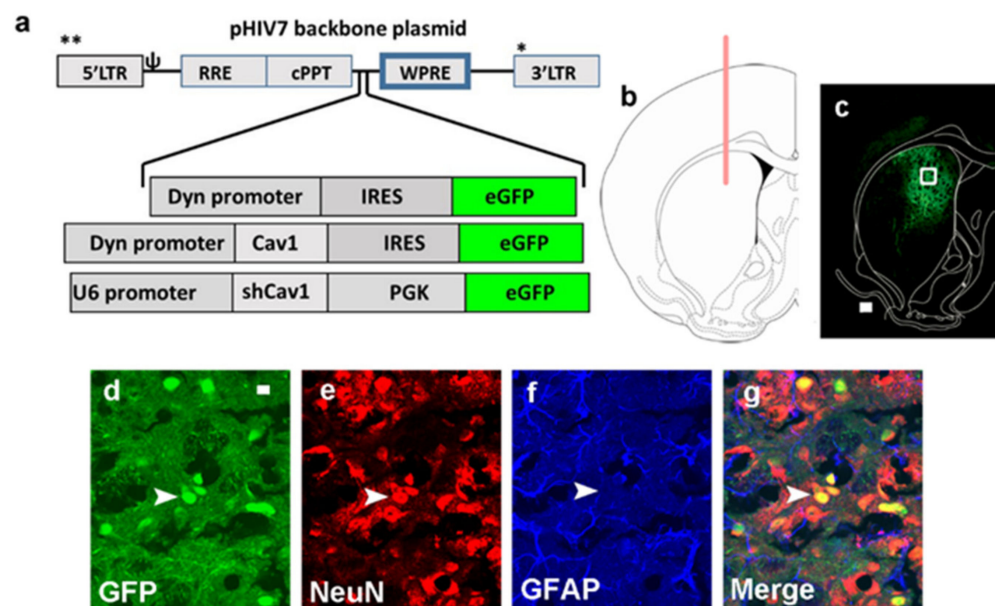 a
pHIV7 backbone plasmid
** *
5'LTR ψ RRE cPPT WPRE 3'LTR
Dyn promoter IRES eGFP
Dyn promoter Cav1 IRES eGFP
U6 promoter shCav1 PGK eGFP
b
c
d e f g
GFP NeuN GFAP Merge